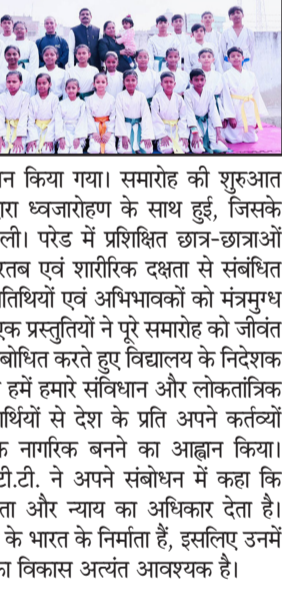 न किया गया। समारोह की शुरुआत
रा ध्वजारोहण के साथ हुई, जिसके
ली। परेड में प्रशिक्षित छात्र-छात्राओं
रतब एवं शारीरिक दक्षता से संबंधित
तिथियों एवं अभिभावकों को मंत्रमुग्ध
एक प्रस्तुतियों ने पूरे समारोह को जीवंत
बोधित करते हुए विद्यालय के निदेशक
हमें हमारे संविधान और लोकतांत्रिक
र्थियों से देश के प्रति अपने कर्तव्यों
क नागरिक बनने का आह्वान किया।
टी.टी. ने अपने संबोधन में कहा कि
ता और न्याय का अधिकार देता है।
के भारत के निर्माता हैं, इसलिए उनमें
का विकास अत्यंत आवश्यक है।